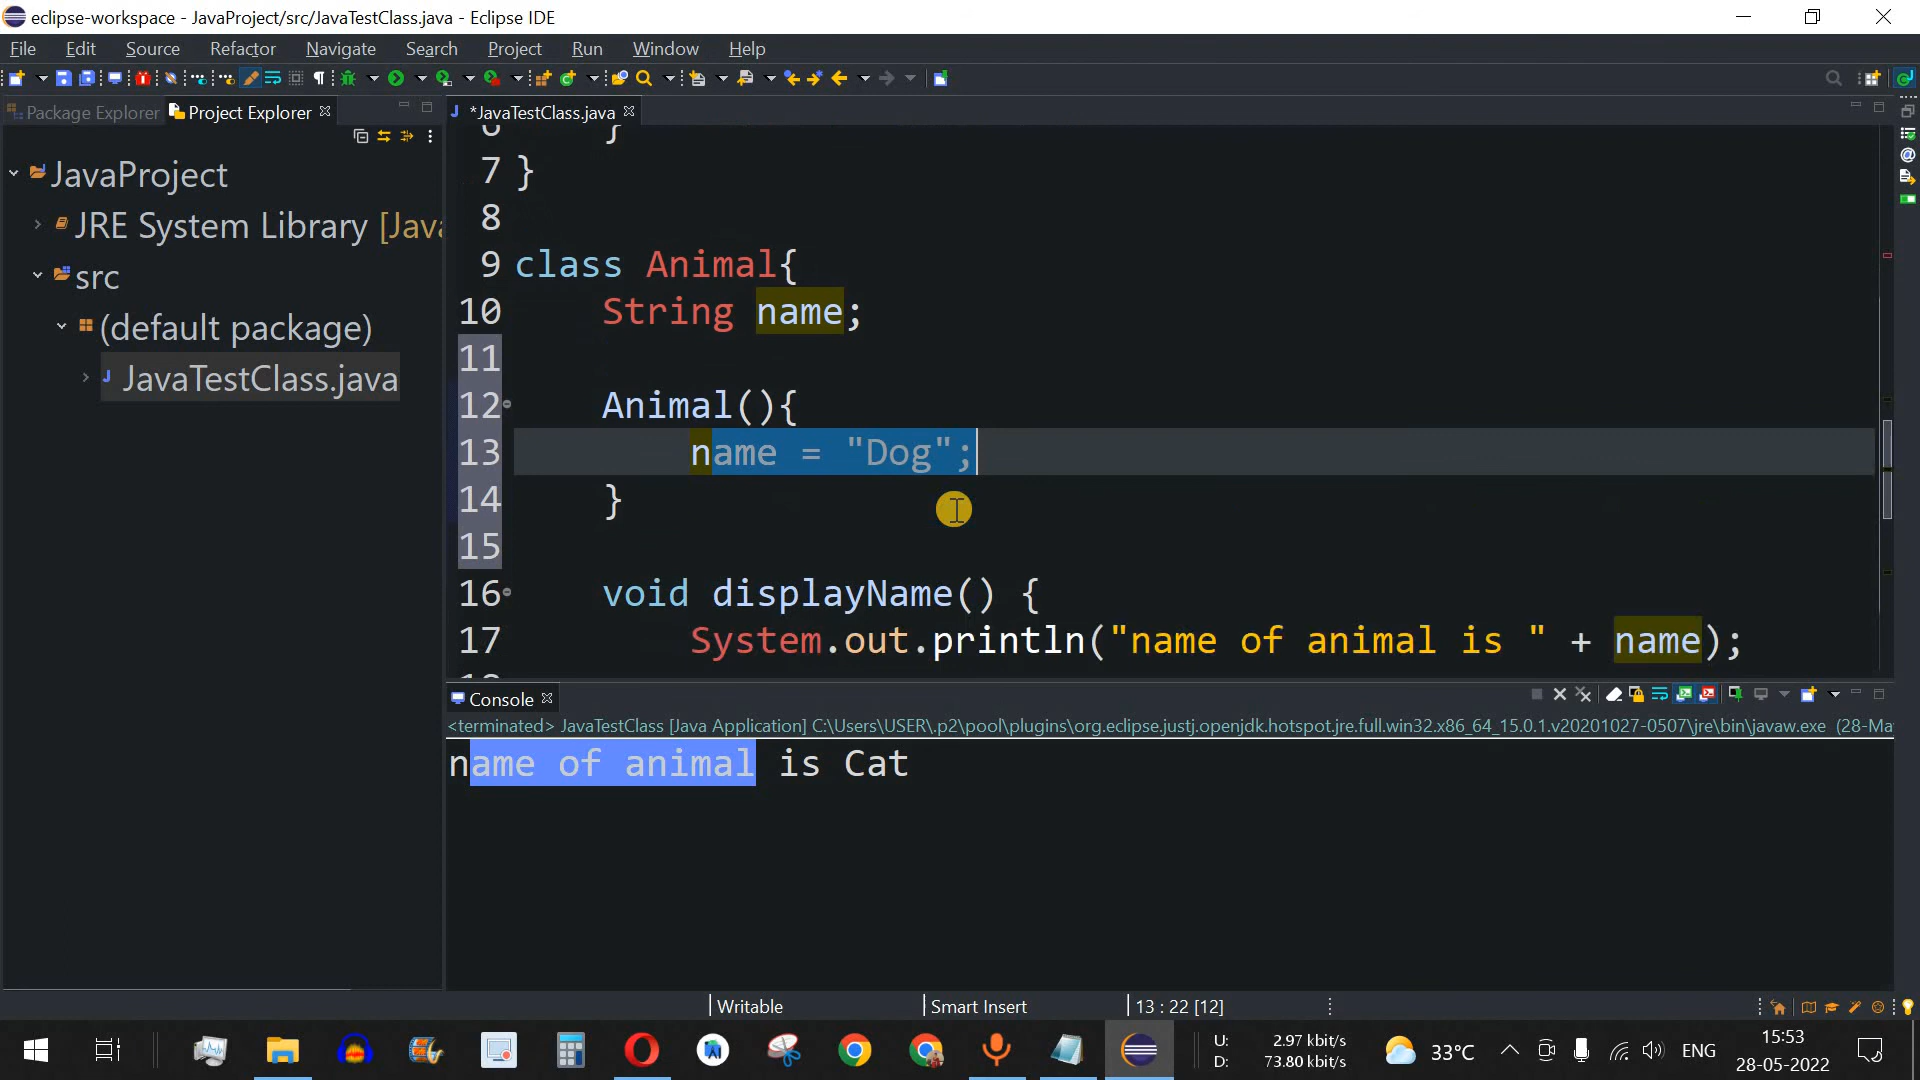 eclipse-workspace - JavaProject/src/JavaTestClass.java - Eclipse IDE
File Edit Source Refactor Navigate Search Project Run Window Help
Package Explorer Project Explorer *JavaTestClass.java
JavaProject
JRE System Library [Java
src
(default package)
JavaTestClass.java
6 }
7 }
8
9 class Animal{
10 String name;
11
12 Animal(){
13 name = "Dog";
14 }
15
16 void displayName() {
17 System.out.println("name of animal is " + name);
Console
<terminated> JavaTestClass [Java Application] C:\Users\USER\.p2\pool\plugins\org.eclipse.justj.openjdk.hotspot.jre.full.win32.x86_64_15.0.1.v20201027-0507\jre\bin\javaw.exe (28-Ma
name of animal is Cat
Writable Smart Insert 13 : 22 [12]
U: 2.97 kbit/s
D: 73.80 kbit/s
33°C
ENG
15:53
28-05-2022